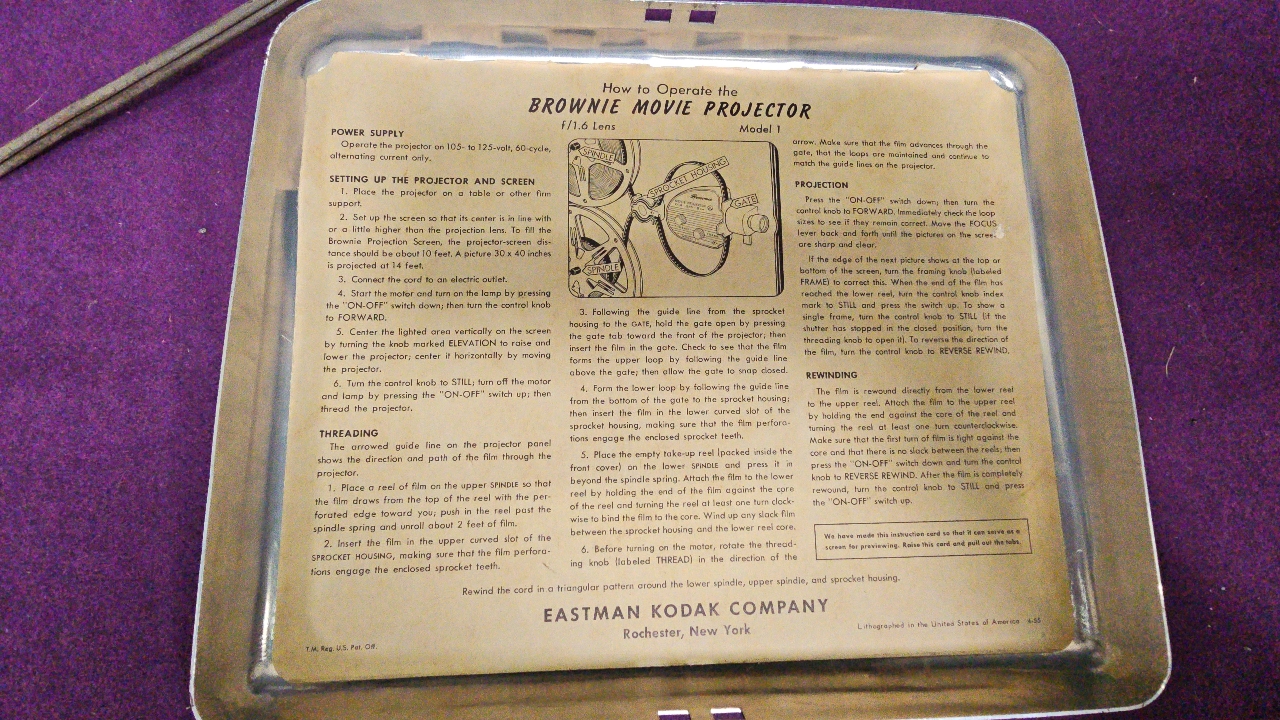 How to Operate the
BROWNIE MOVIE PROJECTOR
f/1.6 Lens
Model 1
POWER SUPPLY
Operate the projector on 105- to 125-volt, 60-cycle,
alternating current only.
SETTING UP THE PROJECTOR AND SCREEN
1. Place the projector on a table or other firm
support.
2. Set up the screen so that its center is in line with
or a little higher than the projection lens. To fill the
Brownie Projection Screen, the projector-screen dis-
tance should be about 10 feet. A picture 30 x 40 inches
is projected at 14 feet.
3. Connect the cord to an electric outlet.
4. Start the motor and turn on the lamp by pressing
the "ON-OFF" switch down; then turn the control knob
to FORWARD.
5. Center the lighted area vertically on the screen
by turning the knob marked ELEVATION to raise and
lower the projector; center it horizontally by moving
the projector.
6. Turn the control knob to STILL; turn off the motor
and lamp by pressing the "ON-OFF" switch up; then
thread the projector.
THREADING
The arrowed guide line on the projector panel
shows the direction and path of the film through the
projector.
1. Place a reel of film on the upper SPINDLE so that
the film draws from the top of the reel with the per-
forated edge toward you; push in the reel past the
spindle spring and unroll about 2 feet of film.
2. Insert the film in the upper curved slot of the
SPROCKET HOUSING, making sure that the film perfora-
tions engage the enclosed sprocket teeth.
SPINDLE
SPROCKET HOUSING
GATE
SPINDLE
3. Following the guide line from the sprocket
housing to the GATE, hold the gate open by pressing
the gate tab toward the front of the projector; then
insert the film in the gate. Check to see that the film
forms the upper loop by following the guide line
above the gate; then allow the gate to snap closed.
4. Form the lower loop by following the guide line
from the bottom of the gate to the sprocket housing;
then insert the film in the lower curved slot of the
sprocket housing, making sure that the film perfora-
tions engage the enclosed sprocket teeth.
5. Place the empty take-up reel (packed inside the
front cover) on the lower SPINDLE and press it in
beyond the spindle spring. Attach the film to the lower
reel by holding the end of the film against the core
of the reel and turning the reel at least one turn clock-
wise to bind the film to the core. Wind up any slack film
between the sprocket housing and the lower reel core.
6. Before turning on the motor, rotate the thread-
ing knob (labeled THREAD) in the direction of the
arrow. Make sure that the film advances through the
gate, that the loops are maintained and continue to
match the guide lines on the projector.
PROJECTION
Press the "ON-OFF" switch down; then turn the
control knob to FORWARD. Immediately check the loop
sizes to see if they remain correct. Move the FOCUS
lever back and forth until the pictures on the screen
are sharp and clear.
If the edge of the next picture shows at the top or
bottom of the screen, turn the framing knob (labeled
FRAME) to correct this. When the end of the film has
reached the lower reel, turn the control knob index
mark to STILL and press the switch up. To show a
single frame, turn the control knob to STILL (if the
shutter has stopped in the closed position, turn the
threading knob to open it). To reverse the direction of
the film, turn the control knob to REVERSE REWIND.
REWINDING
The film is rewound directly from the lower reel
to the upper reel. Attach the film to the upper reel
by holding the end against the core of the reel and
turning the reel at least one turn counterclockwise.
Make sure that the first turn of film is tight against the
core and that there is no slack between the reels; then
press the "ON-OFF" switch down and turn the control
knob to REVERSE REWIND. After the film is completely
rewound, turn the control knob to STILL and press
the "ON-OFF" switch up.
We have made this instruction card so that it can serve as a
screen for previewing. Raise this card and pull out the tabs.
Rewind the cord in a triangular pattern around the lower spindle, upper spindle, and sprocket housing.
EASTMAN KODAK COMPANY
Rochester, New York
T.M. Reg. U.S. Pat. Off.
Lithographed in the United States of America 4-55